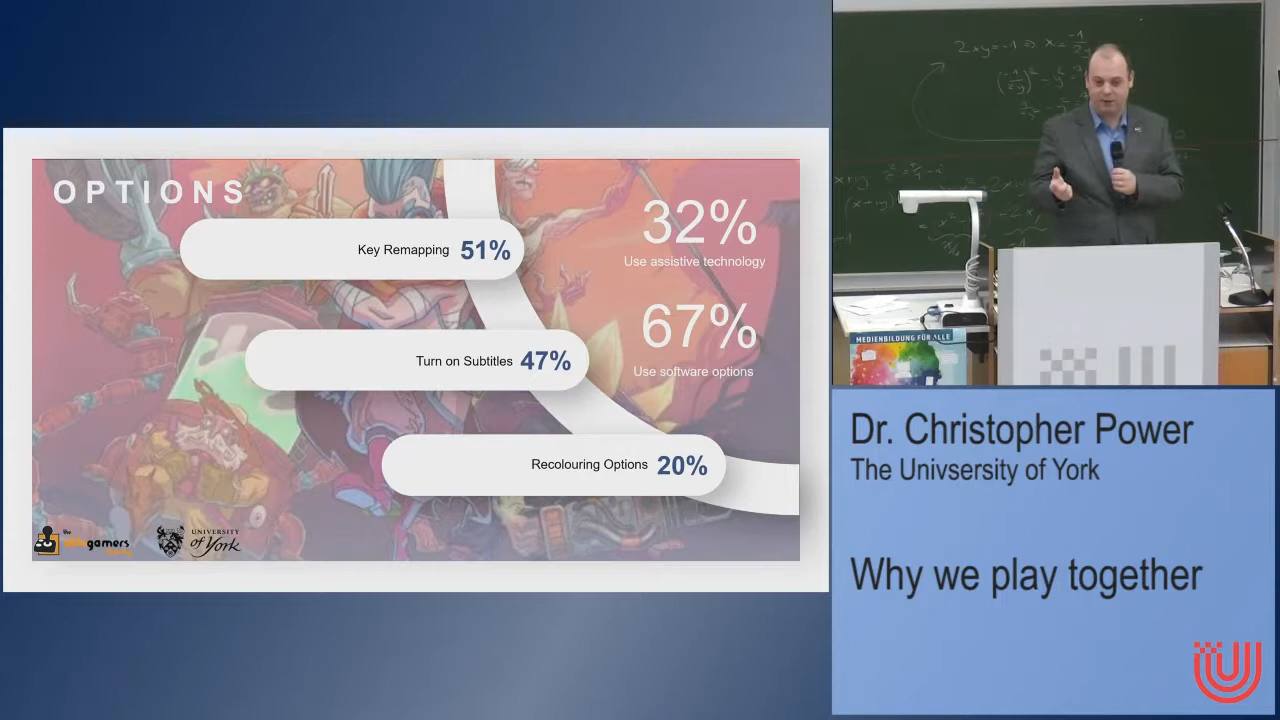 OPTIONS
Key Remapping 51%
Turn on Subtitles 47%
Recolouring Options 20%
32%
Use assistive technology
67%
Use software options
the
gamers
UNIVERSITY
of York
MEDIENBILDUNG FÜR ALLE
Dr. Christopher Power
The Univsersity of York
Why we play together